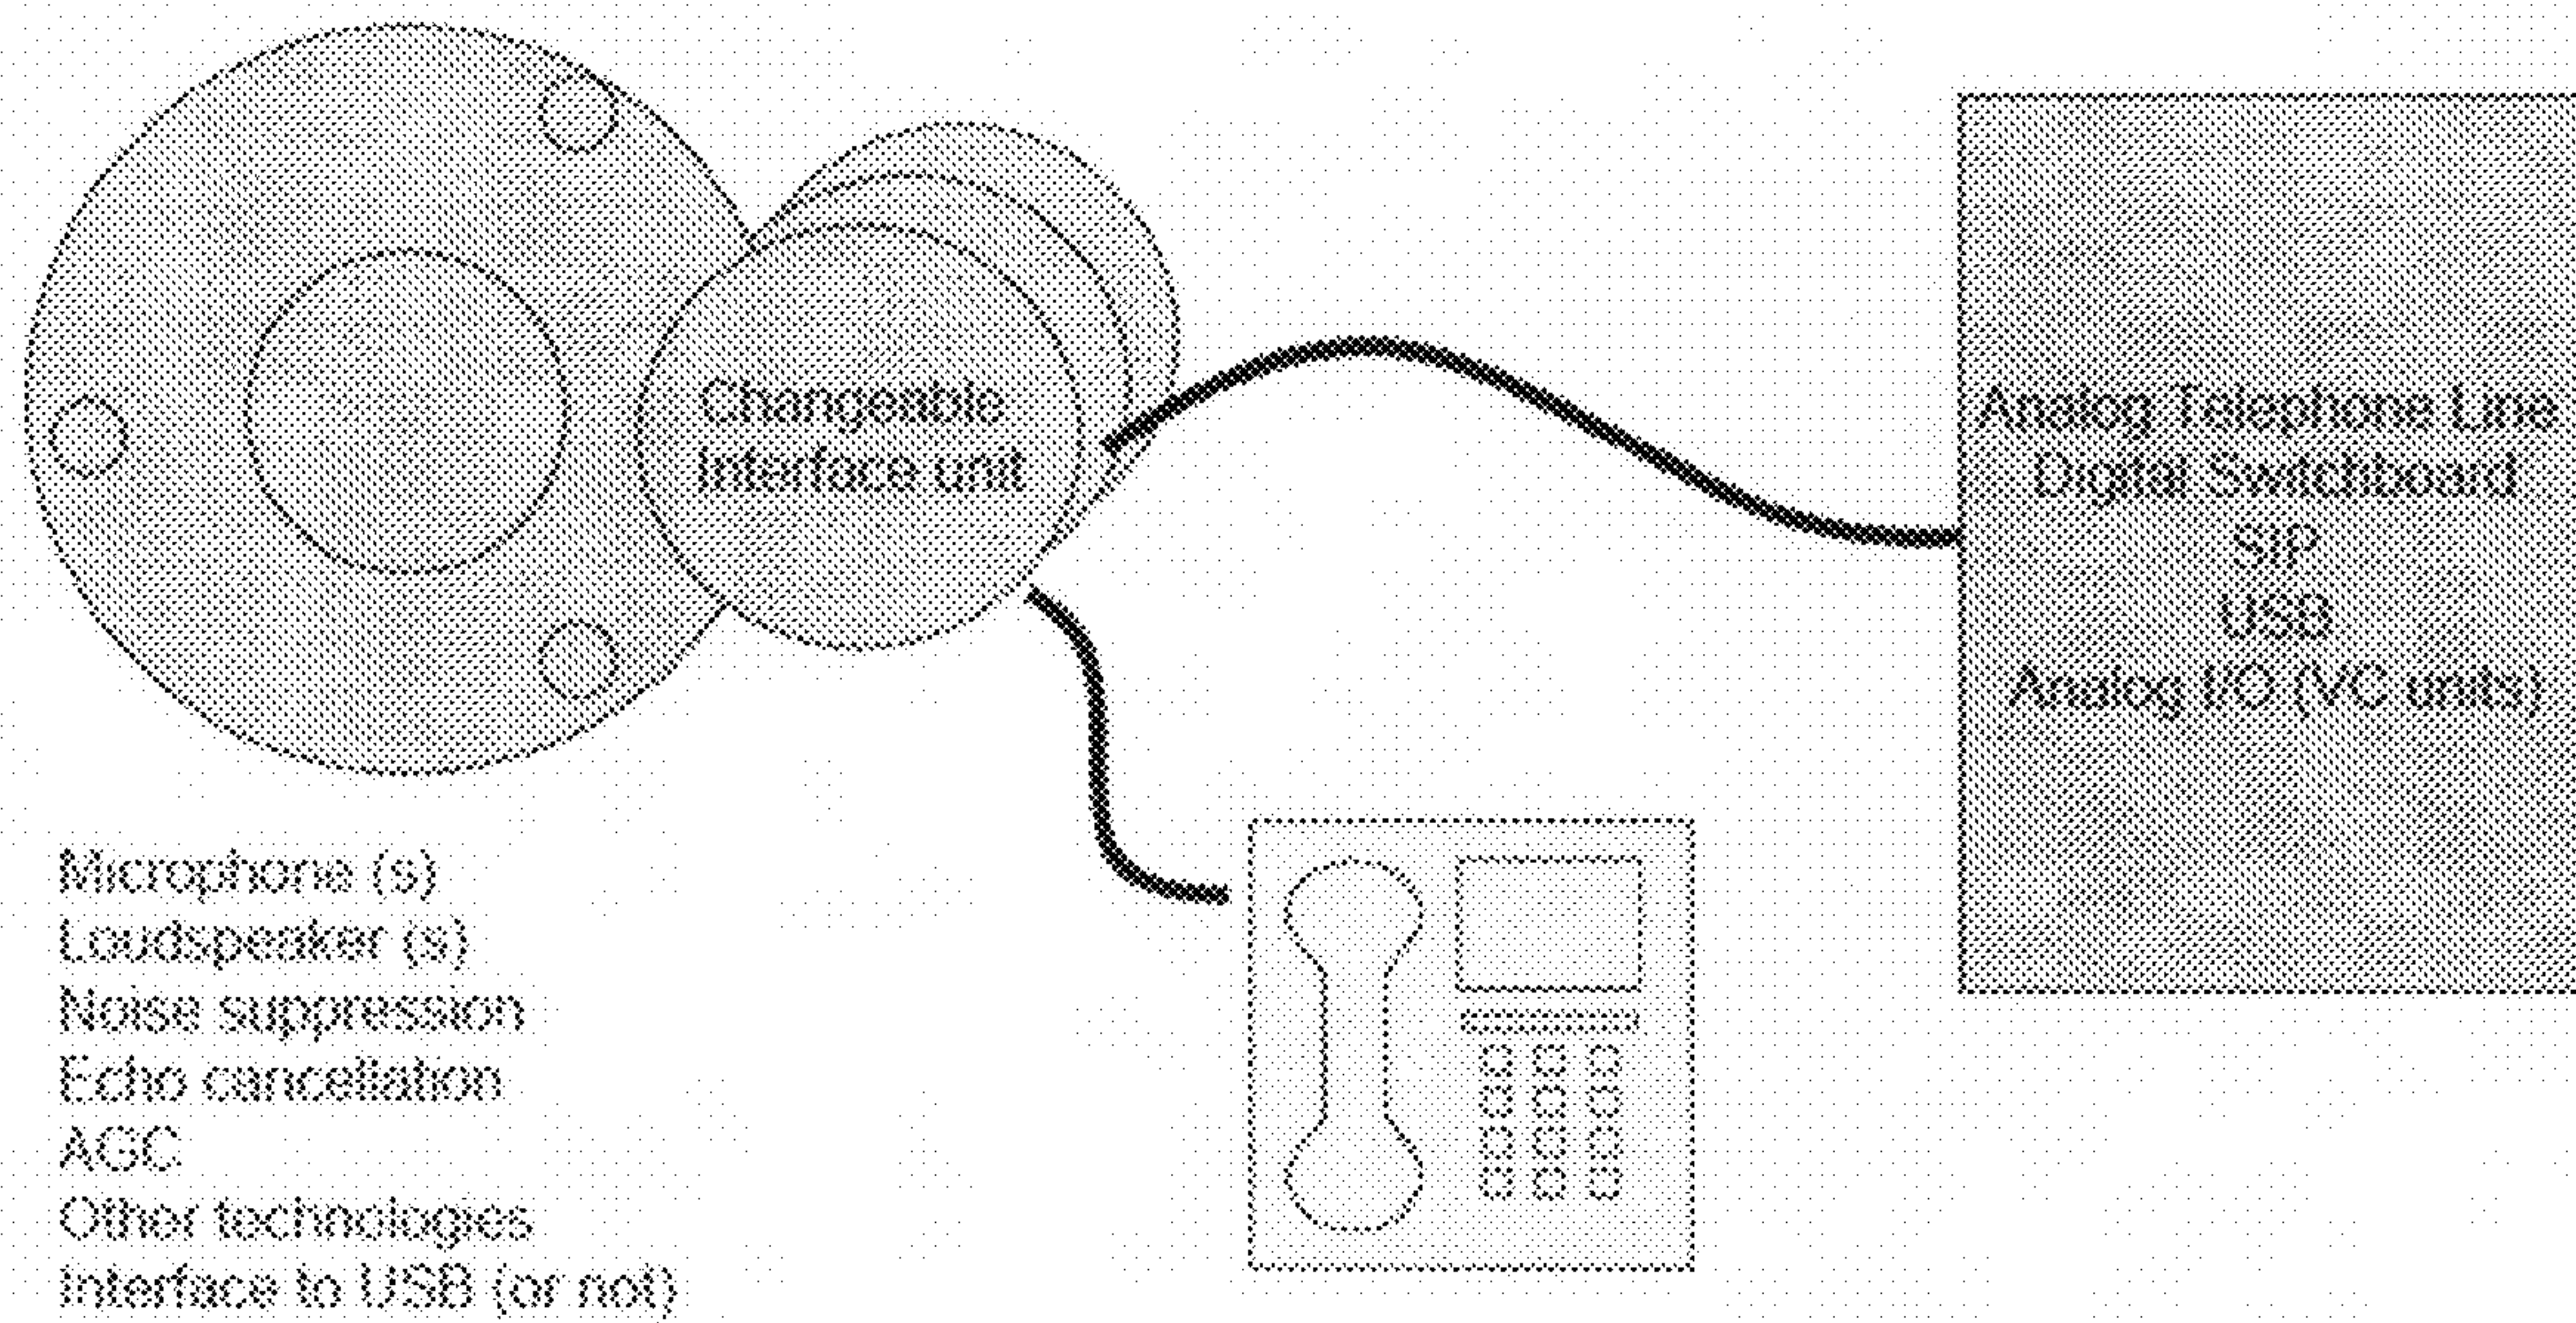 Changeable
Interface unit
Analog Telephone Line
Digital Switchboard
SIP
USB
Analog I/O (VC units)
Microphone (s)
Loudspeaker (s)
Noise suppression
Echo cancellation
AGC
Other technologies
Interface to USB (or not)